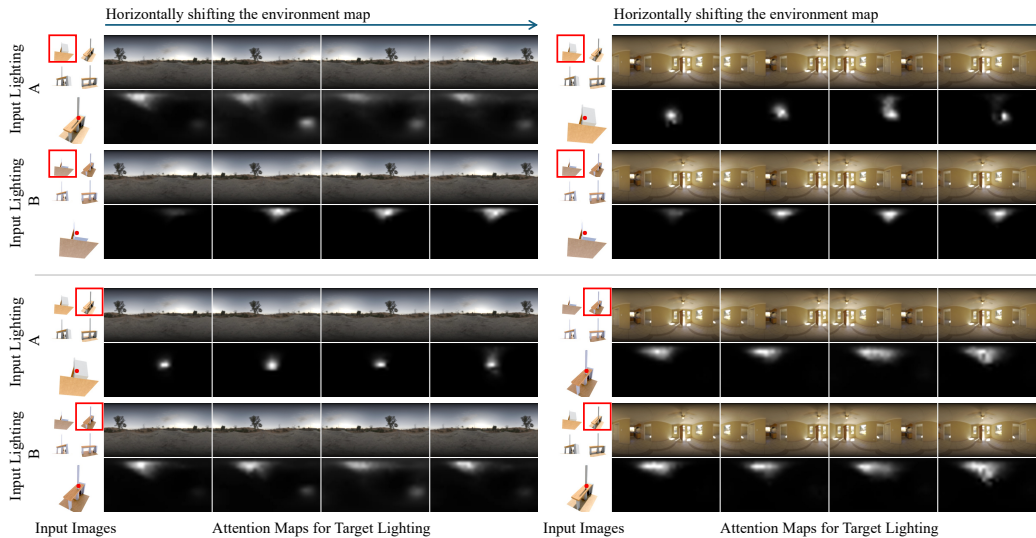 Horizontally shifting the environment map
Horizontally shifting the environment map
Input Lighting
A
Input Lighting
B
Input Lighting
A
Input Lighting
B
Input Images
Attention Maps for Target Lighting
Input Images
Attention Maps for Target Lighting